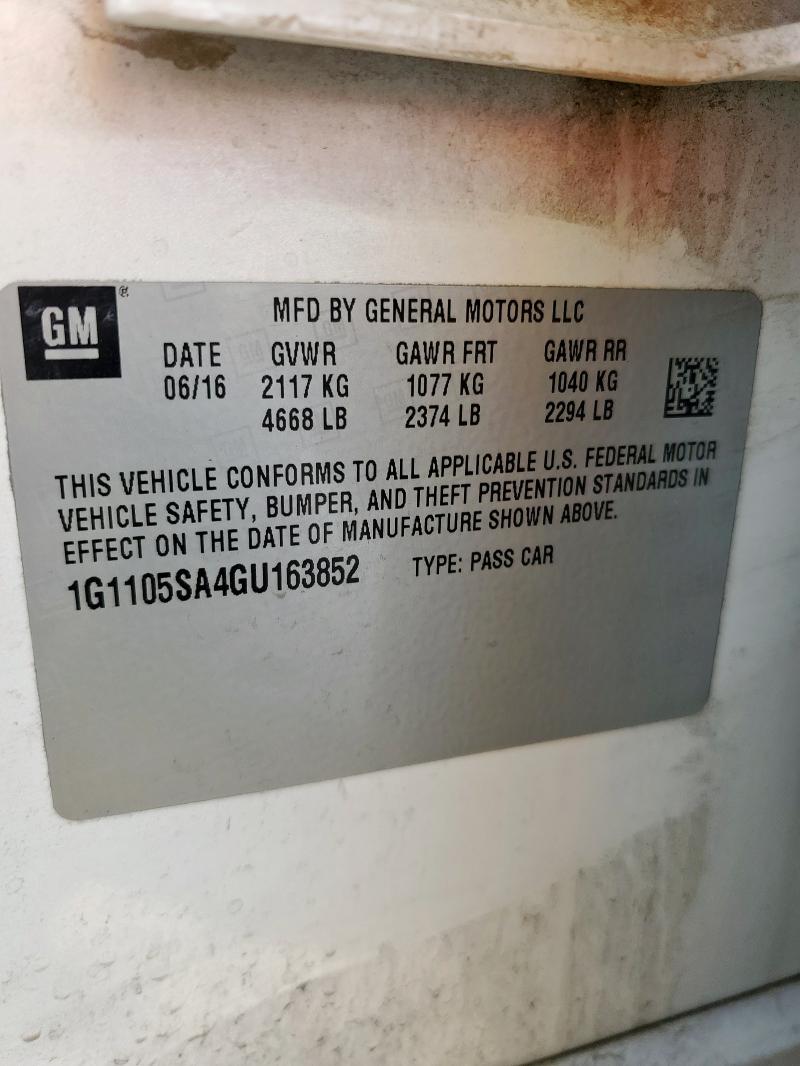 GM
®
MFD BY GENERAL MOTORS LLC
DATE GVWR GAWR FRT GAWR RR
06/16 2117 KG 1077 KG 1040 KG
4668 LB 2374 LB 2294 LB
THIS VEHICLE CONFORMS TO ALL APPLICABLE U.S. FEDERAL MOTOR
VEHICLE SAFETY, BUMPER, AND THEFT PREVENTION STANDARDS IN
EFFECT ON THE DATE OF MANUFACTURE SHOWN ABOVE.
1G1105SA4GU163852 TYPE: PASS CAR